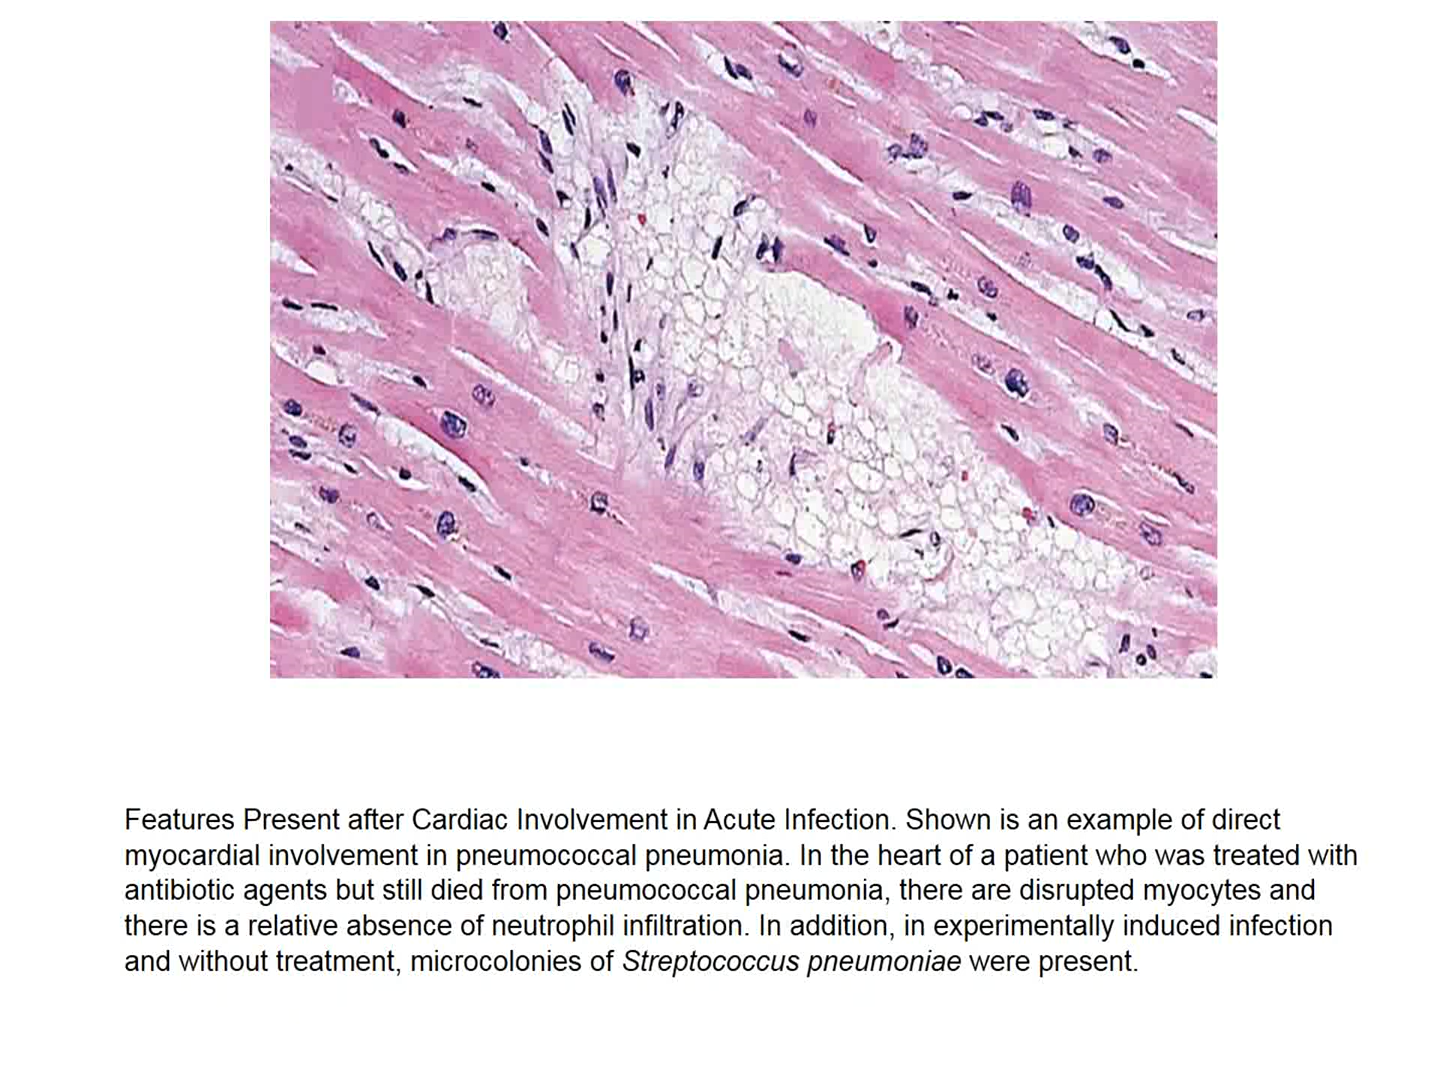 Features Present after Cardiac Involvement in Acute Infection. Shown is an example of direct
myocardial involvement in pneumococcal pneumonia. In the heart of a patient who was treated with
antibiotic agents but still died from pneumococcal pneumonia, there are disrupted myocytes and
there is a relative absence of neutrophil infiltration. In addition, in experimentally induced infection
and without treatment, microcolonies of Streptococcus pneumoniae were present.